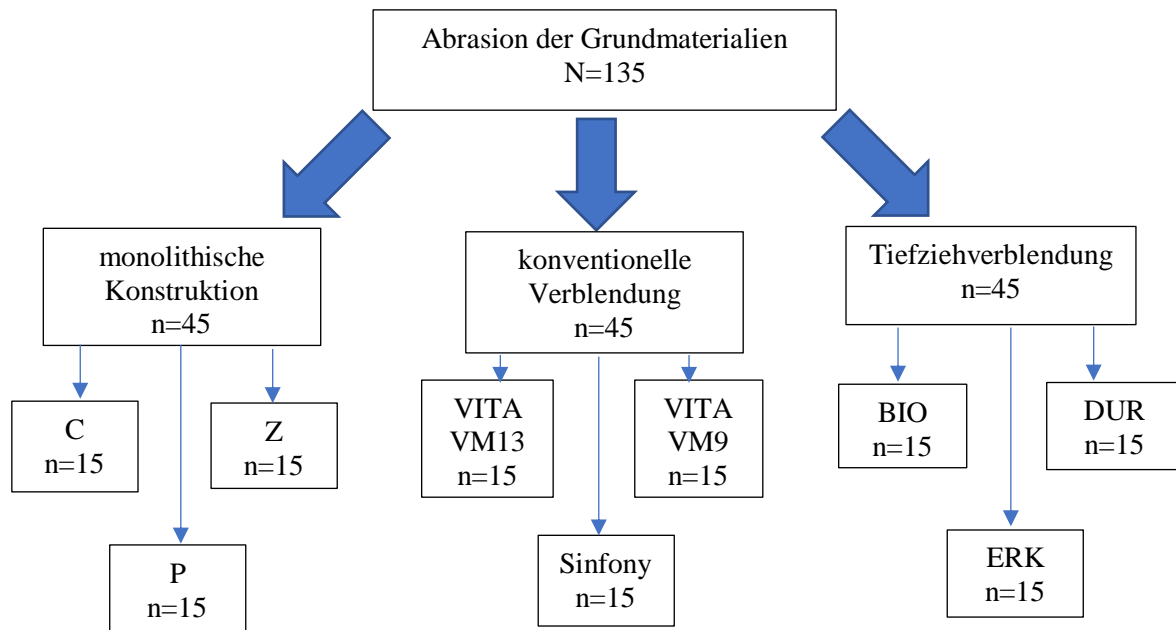 Abrasion der Grundmaterialien
N=135
monolithische
Konstruktion
n=45
konventionelle
Verblendung
n=45
Tiefziehverblendung
n=45
C
n=15
Z
n=15
P
n=15
VITA
VM13
n=15
VITA
VM9
n=15
Sinfony
n=15
BIO
n=15
DUR
n=15
ERK
n=15